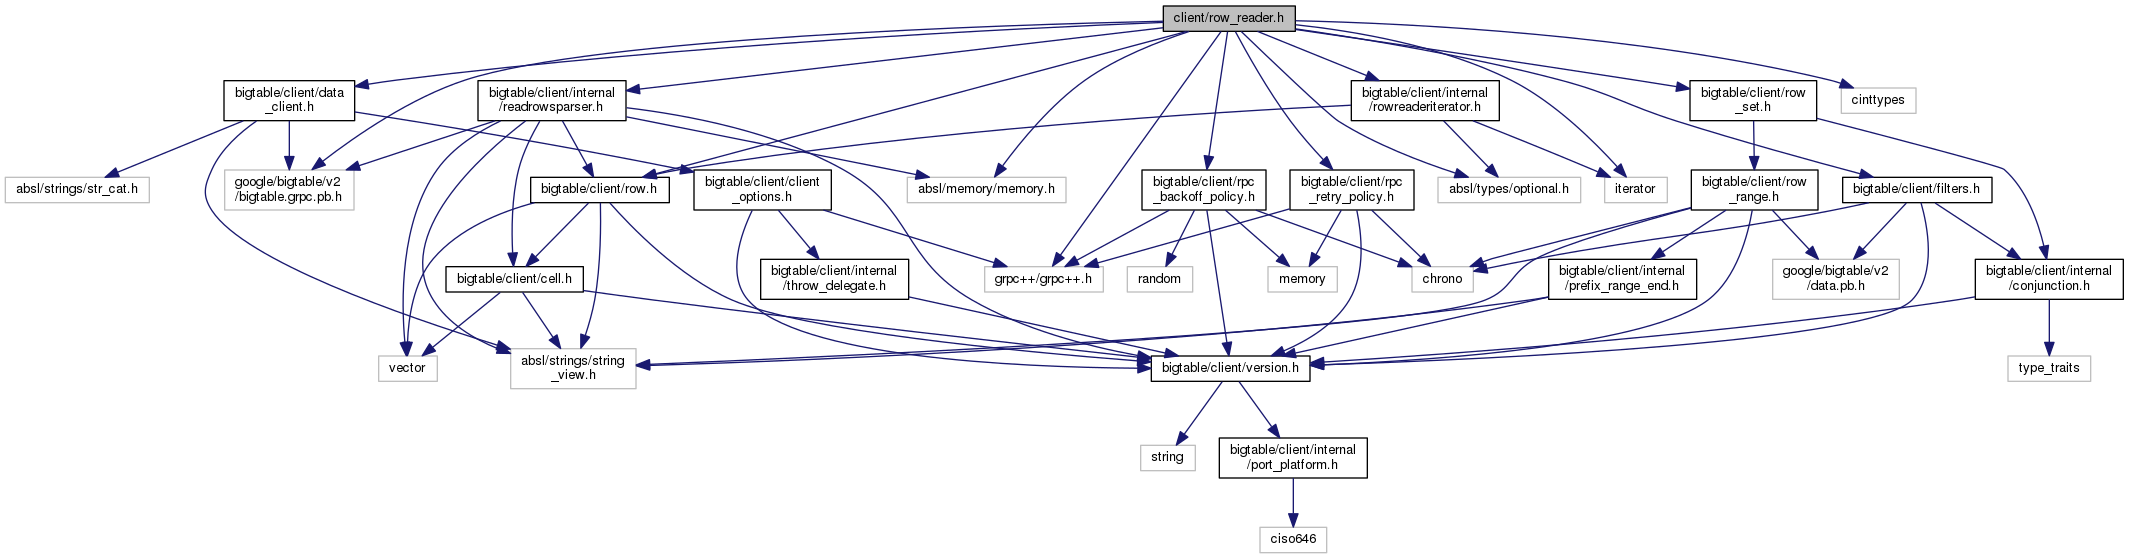 client/row_reader.h
bigtable/client/data
_client.h
bigtable/client/internal
/readrowsparser.h
bigtable/client/internal
/rowreaderiterator.h
bigtable/client/row
_set.h
cinttypes
absl/strings/str_cat.h
google/bigtable/v2
/bigtable.grpc.pb.h
bigtable/client/row.h
bigtable/client/client
_options.h
absl/memory/memory.h
bigtable/client/rpc
_backoff_policy.h
bigtable/client/rpc
_retry_policy.h
absl/types/optional.h
iterator
bigtable/client/row
_range.h
bigtable/client/filters.h
bigtable/client/cell.h
bigtable/client/internal
/throw_delegate.h
grpc++/grpc++.h
random
memory
chrono
bigtable/client/internal
/prefix_range_end.h
google/bigtable/v2
/data.pb.h
bigtable/client/internal
/conjunction.h
vector
absl/strings/string
_view.h
bigtable/client/version.h
type_traits
string
bigtable/client/internal
/port_platform.h
ciso646